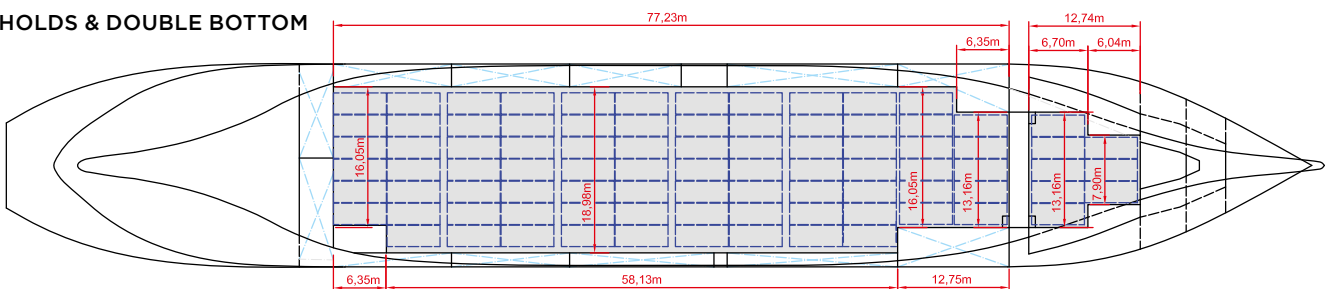 HOLDS & DOUBLE BOTTOM
77,23m
12,74m
6,35m
6,70m
6,04m
16,05m
18,98m
16,05m
13,16m
13,16m
7,90m
6,35m
58,13m
12,75m